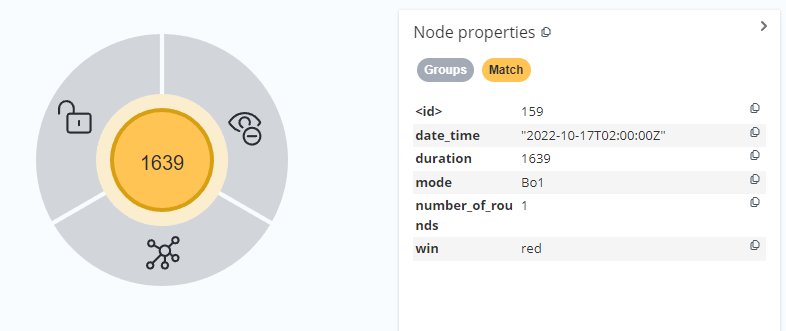 1639
Node properties
Groups Match
<id> 159
date_time "2022-10-17T02:00:00Z"
duration 1639
mode Bo1
number_of_rou 1
nds
win red